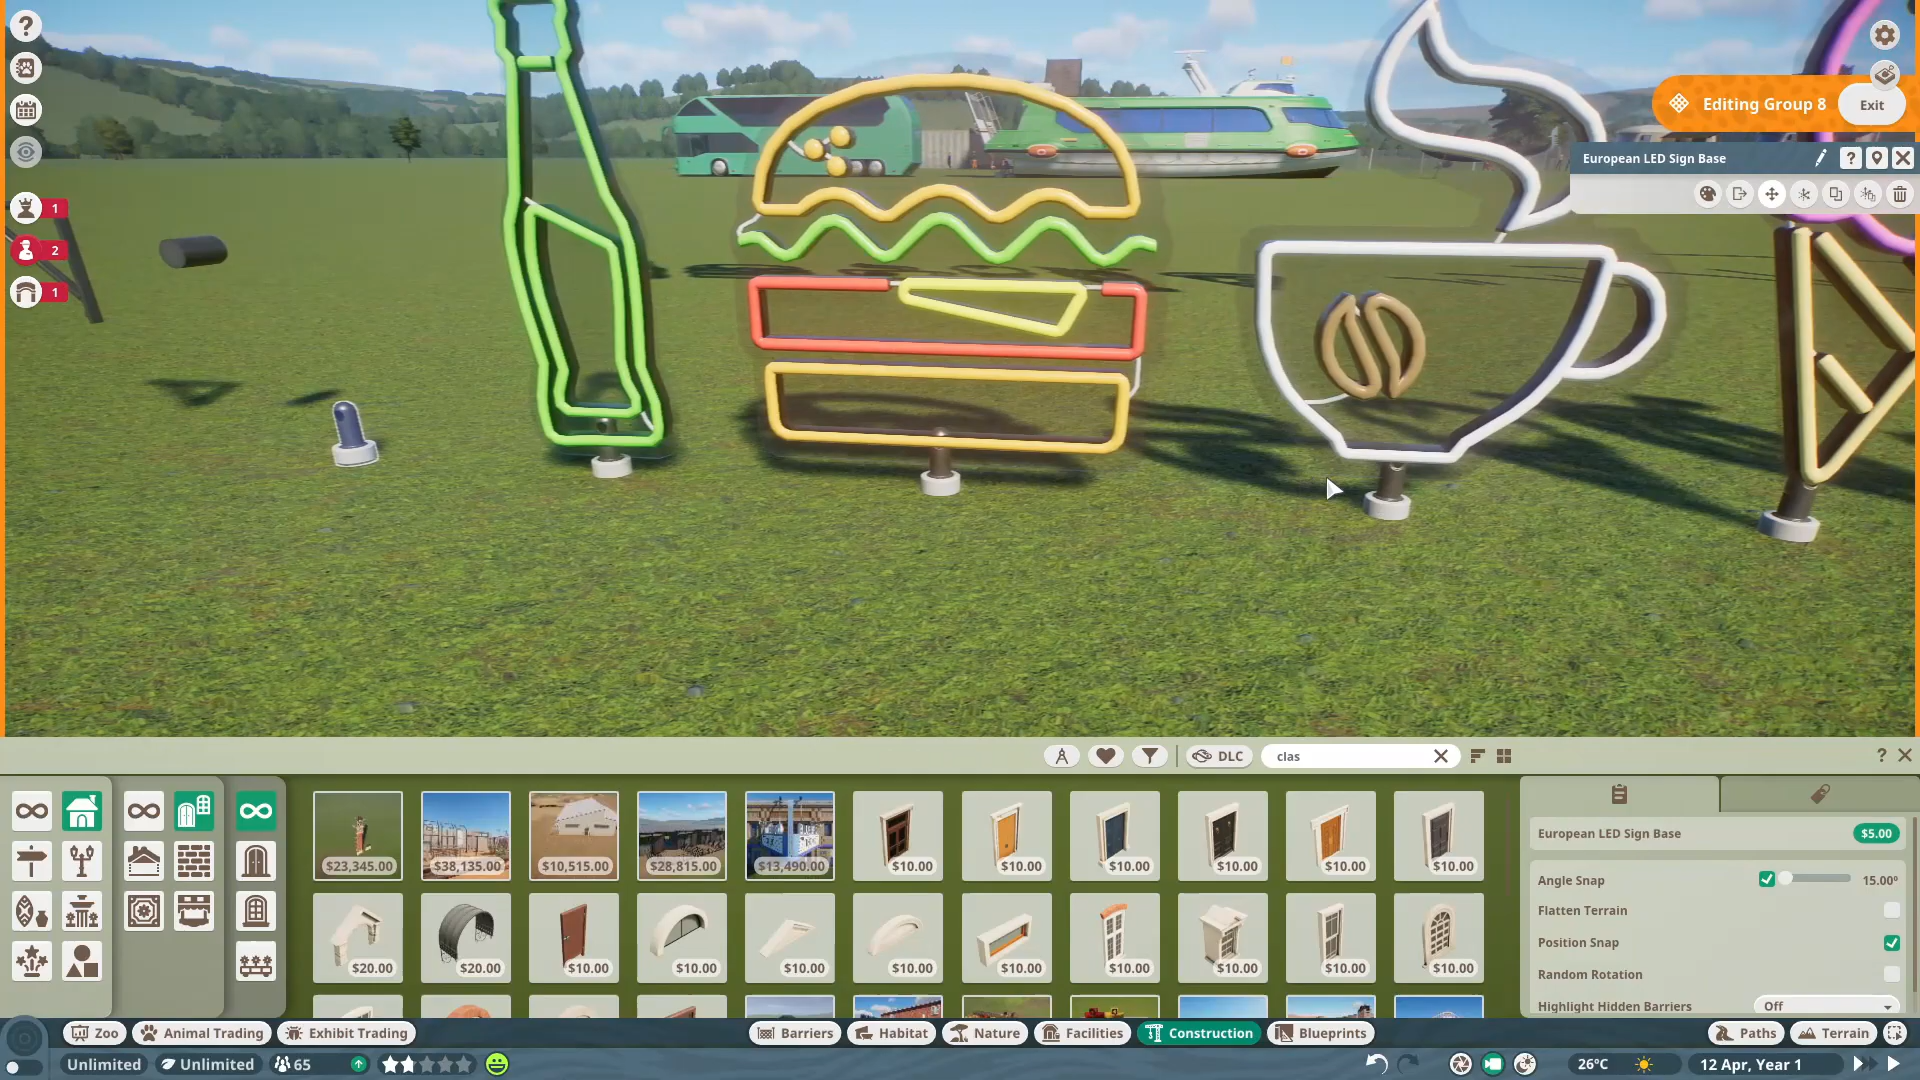 ?
Editing Group 8
Exit
European LED Sign Base
?
1
2
1
DLC
clas
?
$23,345.00
$38,135.00
$10,515.00
$28,815.00
$13,490.00
$10.00
$10.00
$10.00
$10.00
$10.00
$10.00
$20.00
$20.00
$10.00
$10.00
$10.00
$10.00
$10.00
$10.00
$10.00
$10.00
$10.00
European LED Sign Base
$5.00
Angle Snap
15.00°
Flatten Terrain
Position Snap
Random Rotation
Highlight Hidden Barriers
Off
Zoo
Animal Trading
Exhibit Trading
Barriers
Habitat
Nature
Facilities
Construction
Blueprints
Paths
Terrain
Unlimited
Unlimited
65
26°C
12 Apr, Year 1